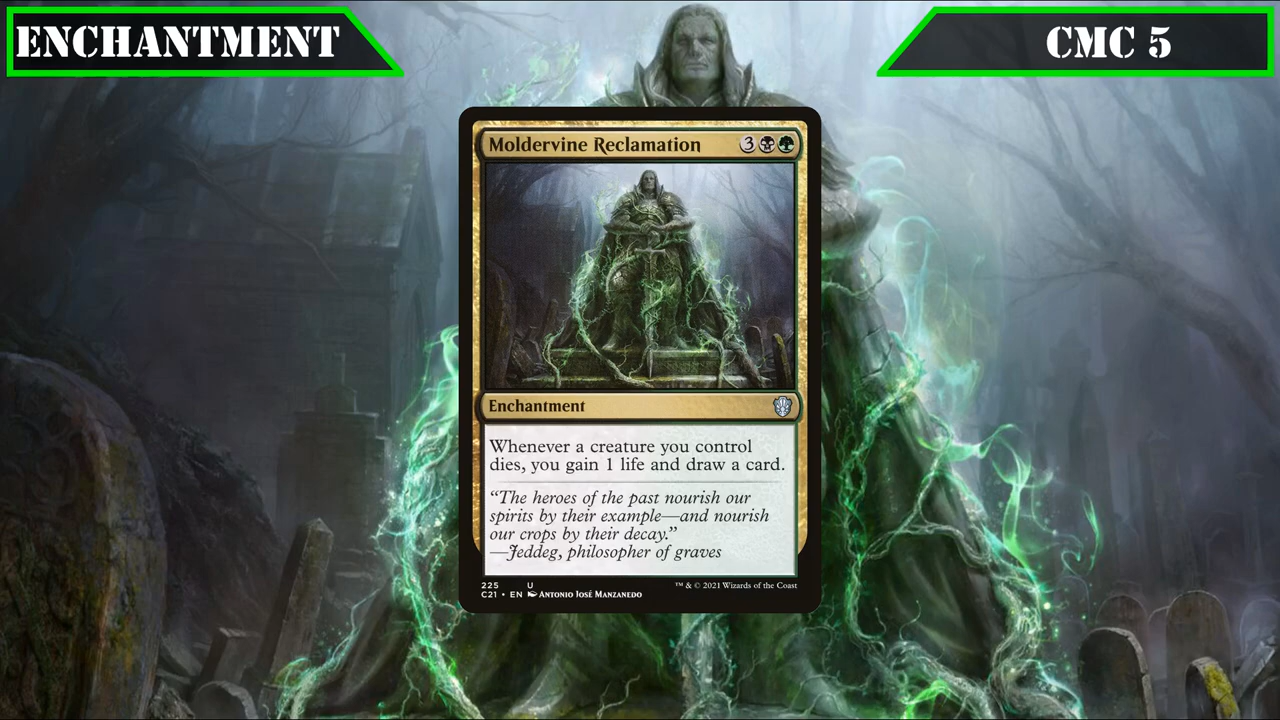 ENCHANTMENT
CMC 5
Moldervine Reclamation 3
Enchantment
Whenever a creature you control
dies, you gain 1 life and draw a card.
“The heroes of the past nourish our
spirits by their example—and nourish
our crops by their decay.”
—Jeddeg, philosopher of graves
225 U
C21 • EN Antonio José Manzanedo
™ & © 2021 Wizards of the Coast